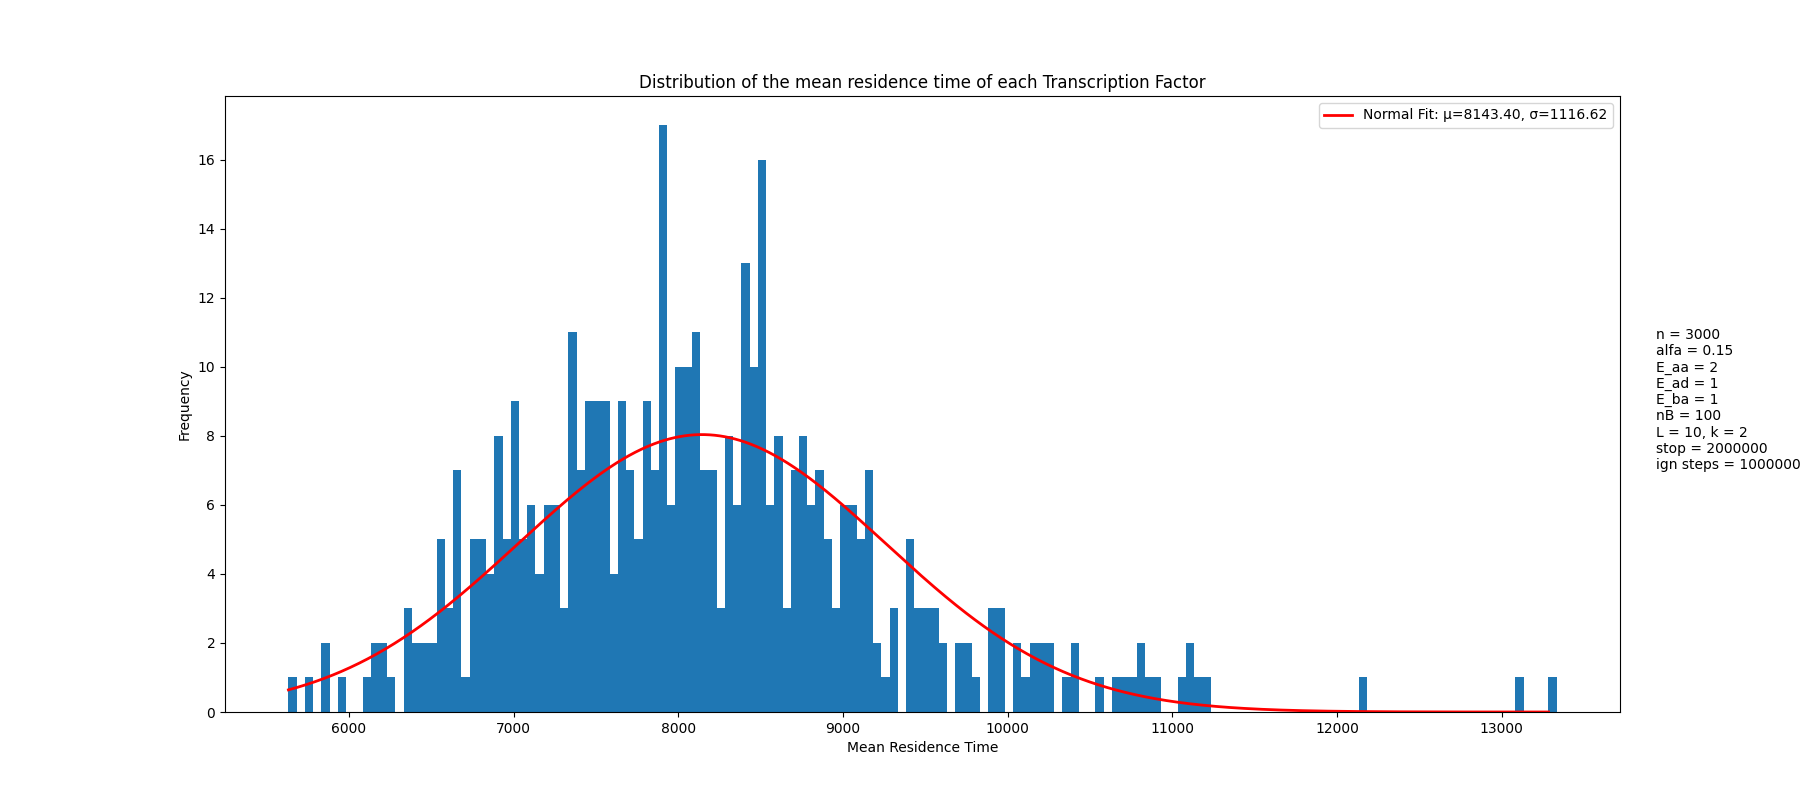 Distribution of the mean residence time of each Transcription Factor
Normal Fit: μ=8143.40, σ=1116.62
16
14
12
10
8
6
4
2
0
Frequency
6000 7000 8000 9000 10000 11000 12000 13000
Mean Residence Time
n = 3000
alfa = 0.15
E_aa = 2
E_ad = 1
E_ba = 1
nB = 100
L = 10, k = 2
stop = 2000000
ign steps = 1000000